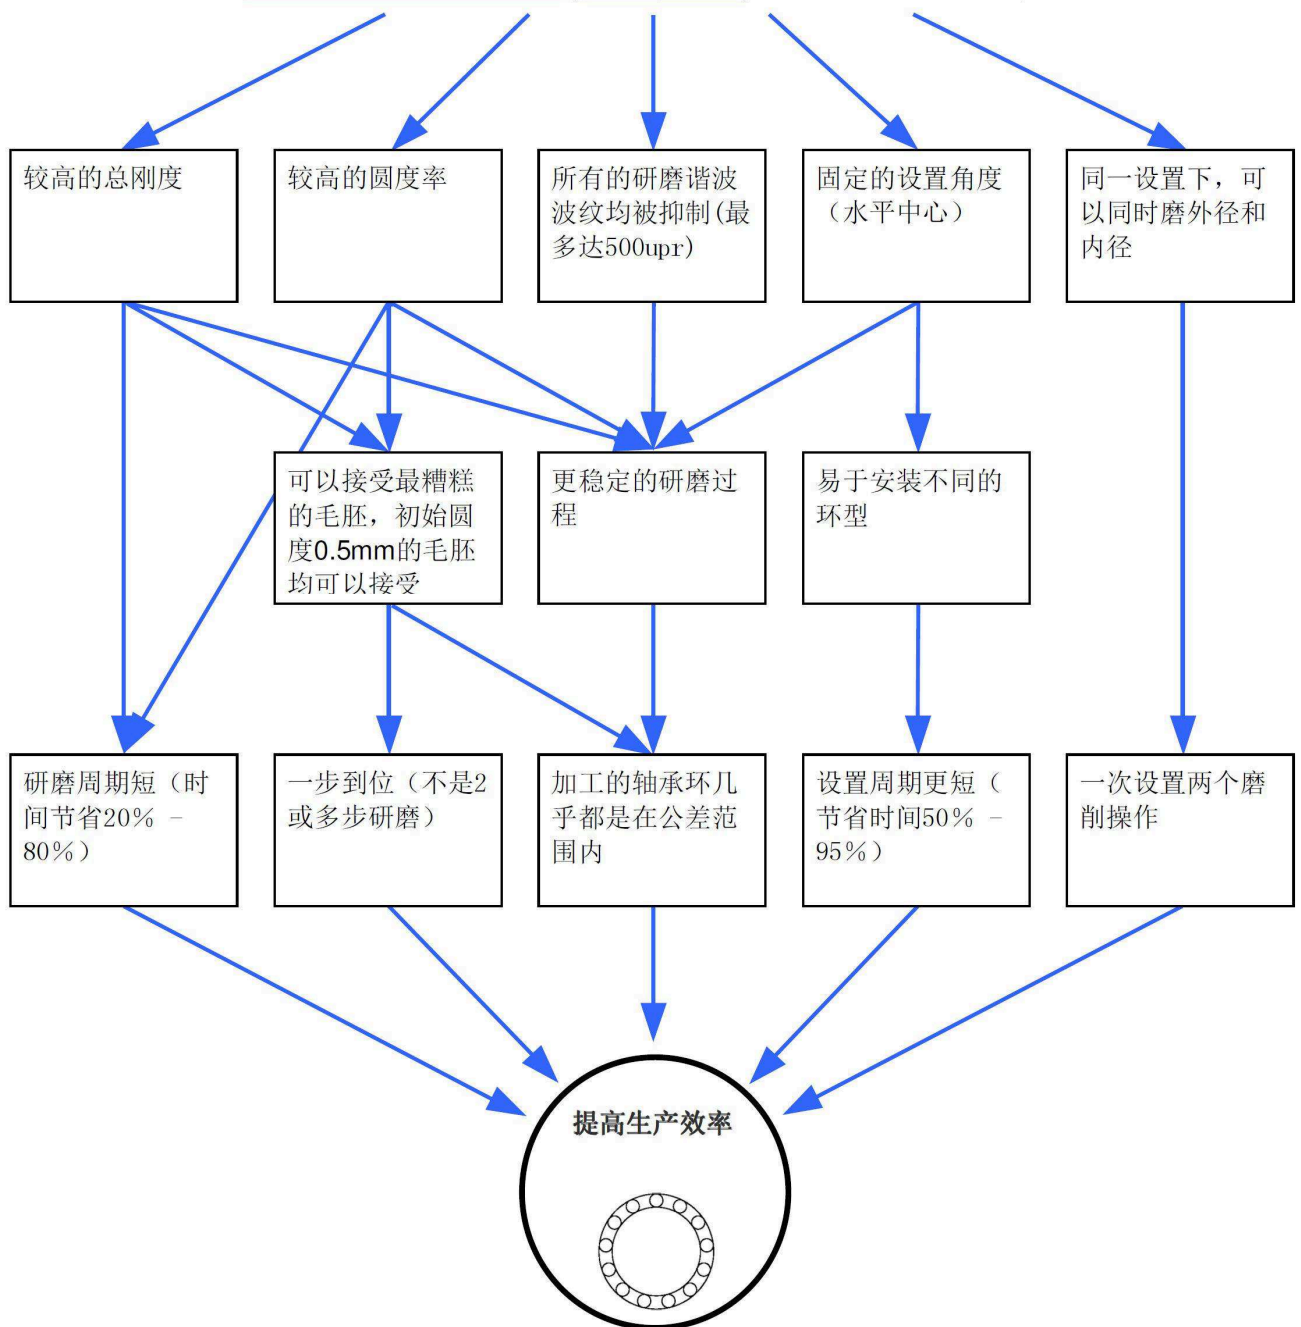 较高的总刚度
较高的圆度率
所有的研磨谐波
波纹均被抑制(最
多达500upr)
固定的设置角度
（水平中心）
同一设置下，可
以同时磨外径和
内径
可以接受最糟糕
的毛胚，初始圆
度0.5mm的毛胚
均可以接受
更稳定的研磨过
程
易于安装不同的
环型
研磨周期短（时
间节省20% -
80%）
一步到位（不是2
或多步研磨）
加工的轴承环几
乎都是在公差范
围内
设置周期更短（
节省时间50% -
95%）
一次设置两个磨
削操作
提高生产效率